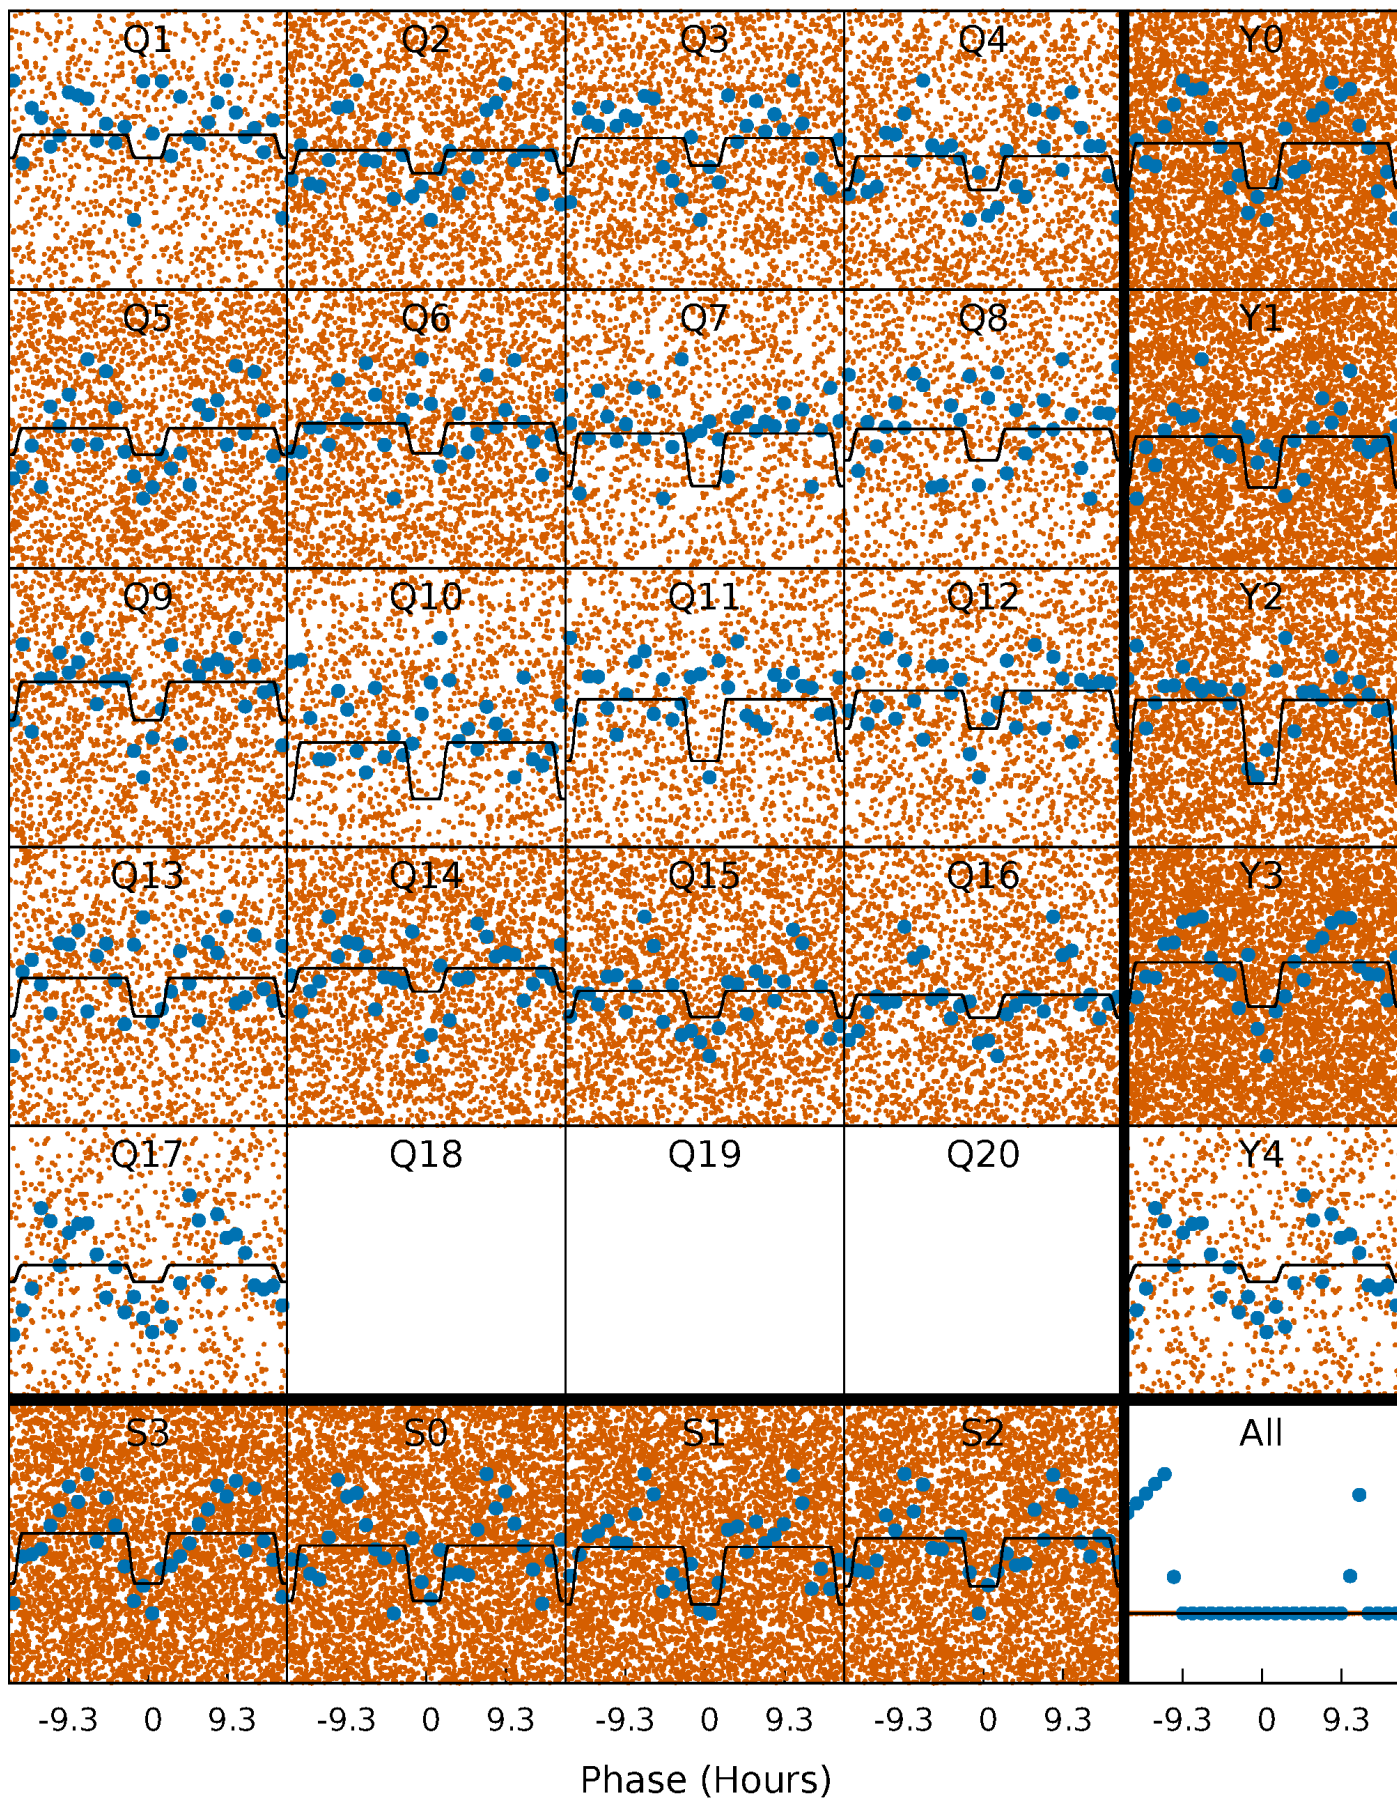 Q1 Q2 Q3 Q4 Y0
Q5 Q6 Q7 Q8 Y1
Q9 Q10 Q11 Q12 Y2
Q13 Q14 Q15 Q16 Y3
Q17 Q18 Q19 Q20 Y4
S3 S0 S1 S2 All
-9.3 0 9.3 -9.3 0 9.3 -9.3 0 9.3 -9.3 0 9.3 -9.3 0 9.3
Phase (Hours)